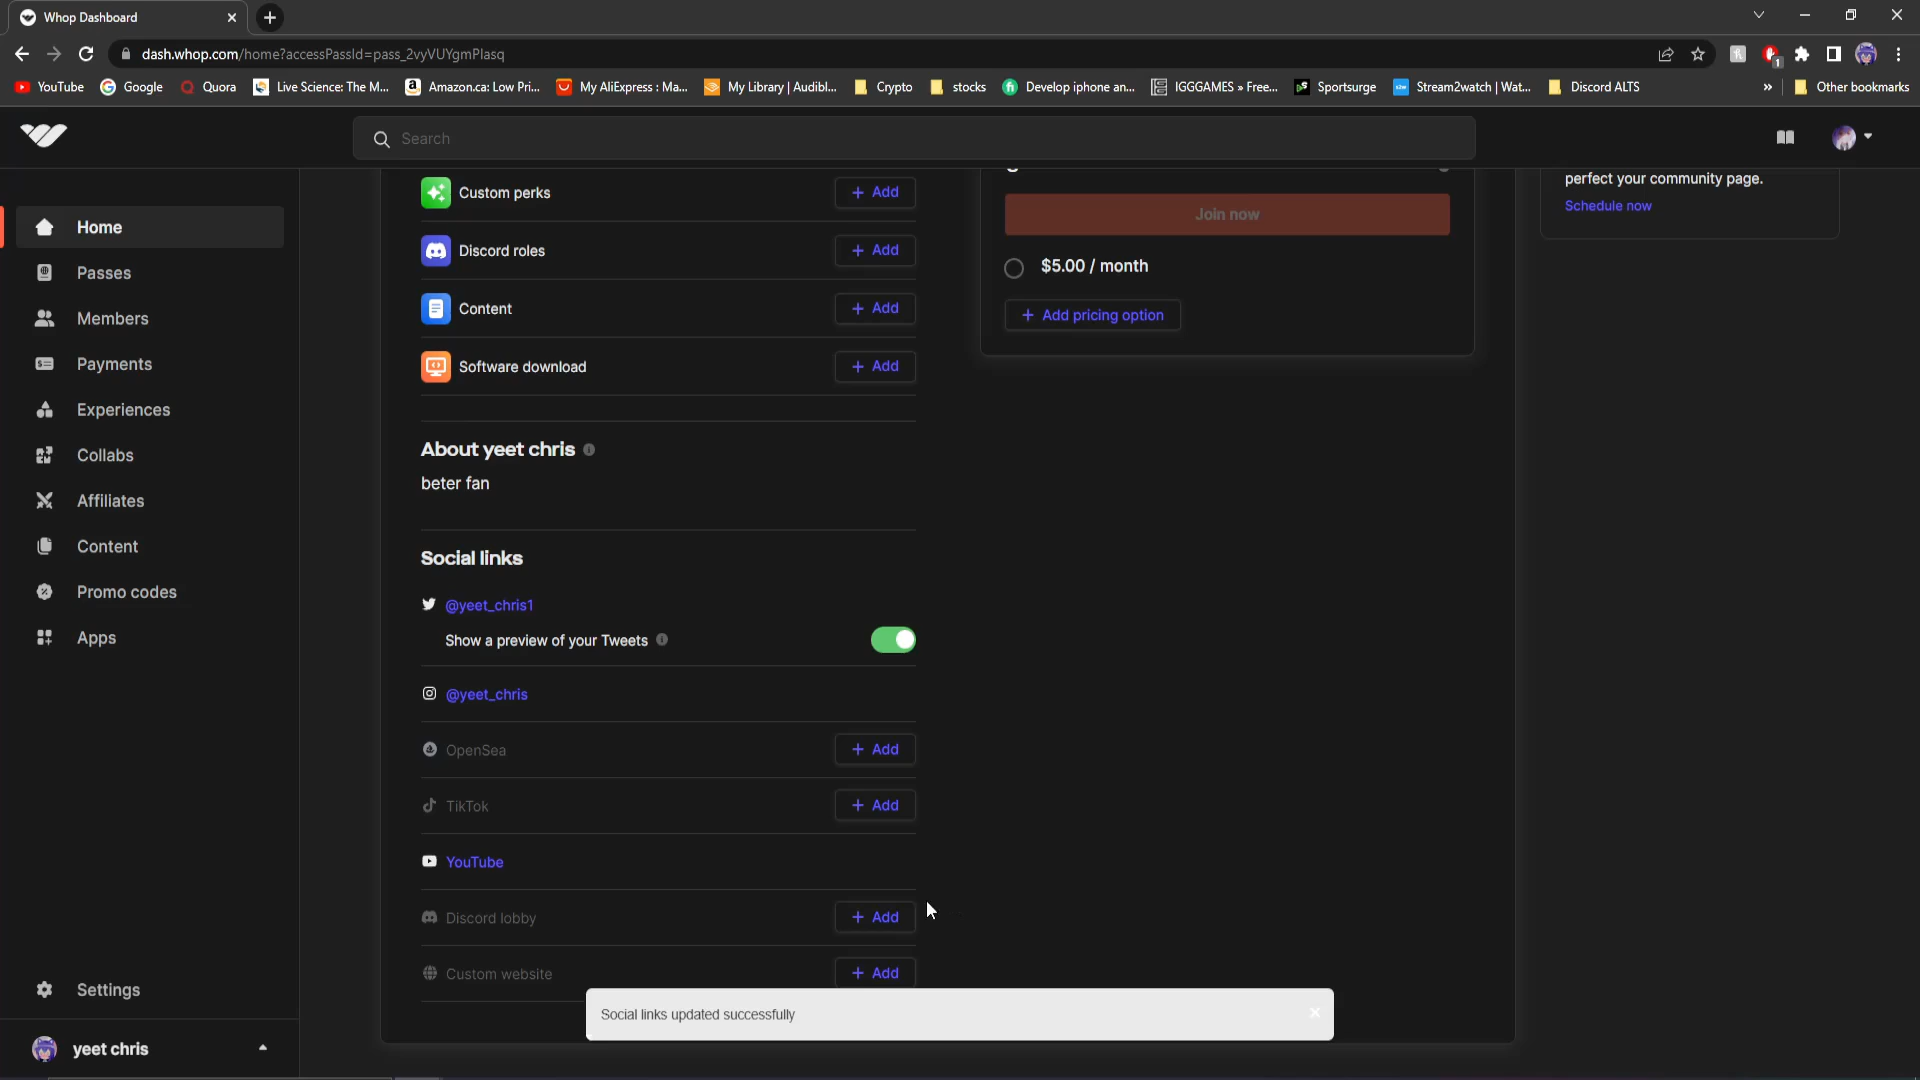 Whop Dashboard
dash.whop.com/home?accessPassId=pass_2vyVUYgmPlasq
1
YouTube
Google
Quora
Live Science: The M...
Amazon.ca: Low Pri...
My AliExpress : Ma...
My Library | Audibl...
Crypto
stocks
Develop iphone an...
IGGGAMES » Free...
Sportsurge
Stream2watch | Wat...
Discord ALTS
»
Other bookmarks
Search
Home
Passes
Members
Payments
Experiences
Collabs
Affiliates
Content
Promo codes
Apps
Settings
yeet chris
Custom perks
+ Add
Discord roles
+ Add
Content
+ Add
Software download
+ Add
About yeet chris
beter fan
Social links
@yeet_chris1
Show a preview of your Tweets
@yeet_chris
OpenSea
+ Add
TikTok
+ Add
YouTube
Discord lobby
+ Add
Custom website
+ Add
Join now
$5.00 / month
+ Add pricing option
perfect your community page.
Schedule now
Social links updated successfully